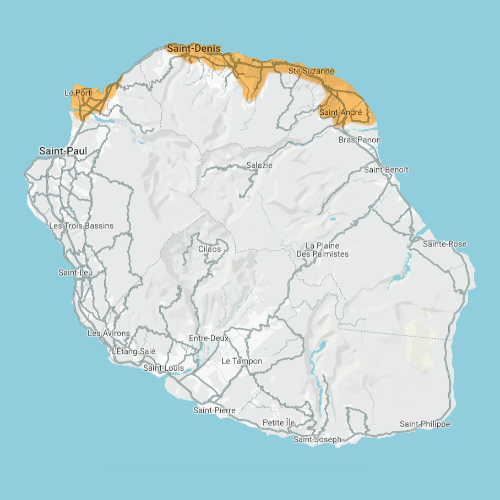 Saint-Denis
Ste Suzanne
Le Port
Saint-André
Bras Panon
Saint-Paul
Salazie
Saint-Benoît
Les Trois Bassins
Cilaos
La Plaine
Des Palmistes
Sainte-Rose
Saint-Leu
Les Avirons
Entre-Deux
L'Étang Salé
Le Tampon
Saint-Louis
Saint-Pierre
Petite Île
Saint-Philippe
Saint-Joseph